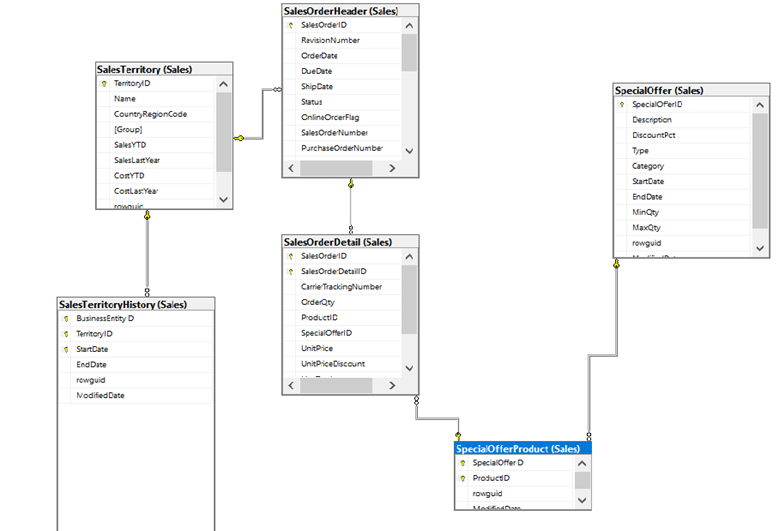 SalesOrderHeader (Sales)
SalesOrderID
RevisionNumber
OrderDate
DueDate
ShipDate
Status
OnlineOrderFlag
SalesOrderNumber
PurchaseOrderNumber
SalesTerritory (Sales)
TerritoryID
Name
CountryRegionCode
[Group]
SalesYTD
SalesLastYear
CostYTD
CostLastYear
rowguid
SpecialOffer (Sales)
SpecialOfferID
Description
DiscountPct
Type
Category
StartDate
EndDate
MinQty
MaxQty
rowguid
ModifiedDate
SalesOrderDetail (Sales)
SalesOrderID
SalesOrderDetailID
CarrierTrackingNumber
OrderQty
ProductID
SpecialOfferID
UnitPrice
UnitPriceDiscount
SalesTerritoryHistory (Sales)
BusinessEntityID
TerritoryID
StartDate
EndDate
rowguid
ModifiedDate
SpecialOfferProduct (Sales)
SpecialOfferID
ProductID
rowguid
ModifiedDate